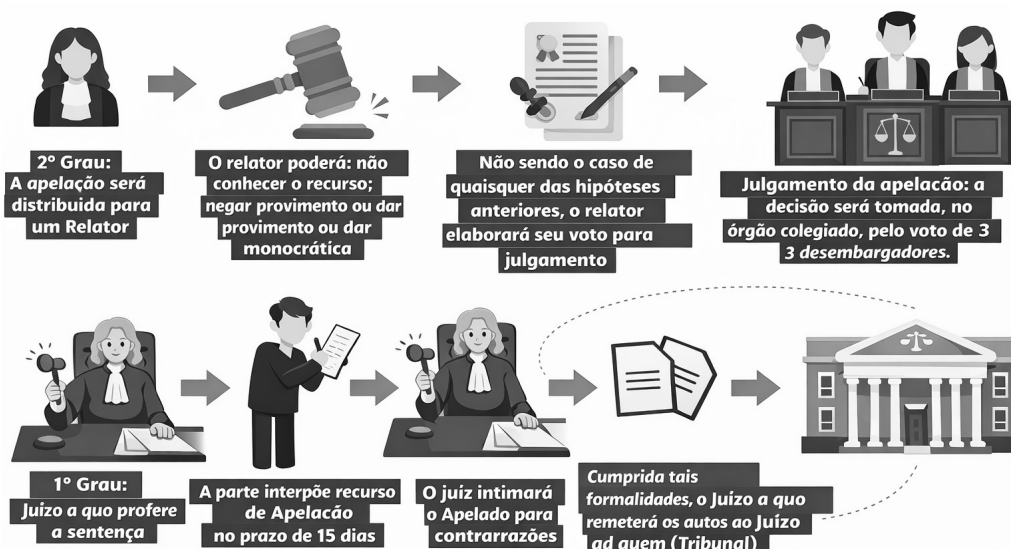 2º Grau:
A apelação será
distribuida para
um Relator
O relator poderá: não
conhecer o recurso;
negar provimento ou dar
provimento ou dar
monocrática
Não sendo o caso de
quaisquer das hipóteses
anteriores, o relator
elaborará seu voto para
julgamento
Julgamento da apelacão: a
decisão será tomada, no
órgão colegiado, pelo voto de 3
3 desembargadores.
1º Grau:
Juízo a quo profere
a sentença
A parte interpõe recurso
de Apelacão
no prazo de 15 dias
O juíz intimará
o Apelado para
contrarrazões
Cumprida tais
formalidades, o Juízo a quo
remeterá os autos ao Juízo
ad quem (Tribunal)